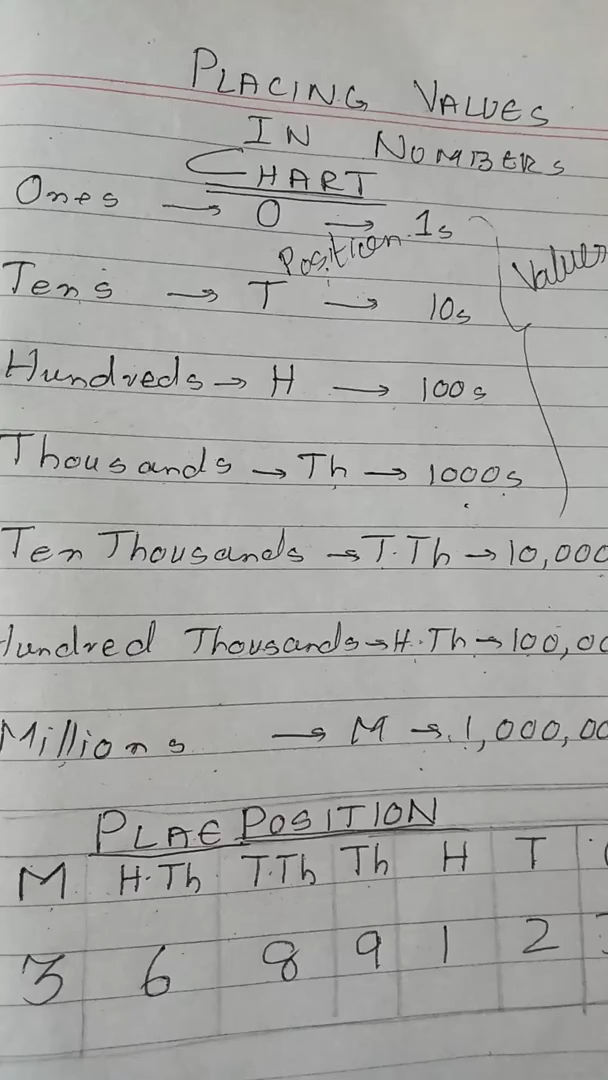 PLACING VALUES
IN NUMBERS
CHART
Ones → O → 1s
Position
Values
Tens → T → 10s
Hundreds → H → 100s
Thousands → Th → 1000s
Ten Thousands → T.Th → 10,000
Hundred Thousands → H.Th → 100,00
Millions → M → 1,000,00
PLAE POSITION
M H.Th T.Th Th H T
3 6 8 9 1 2